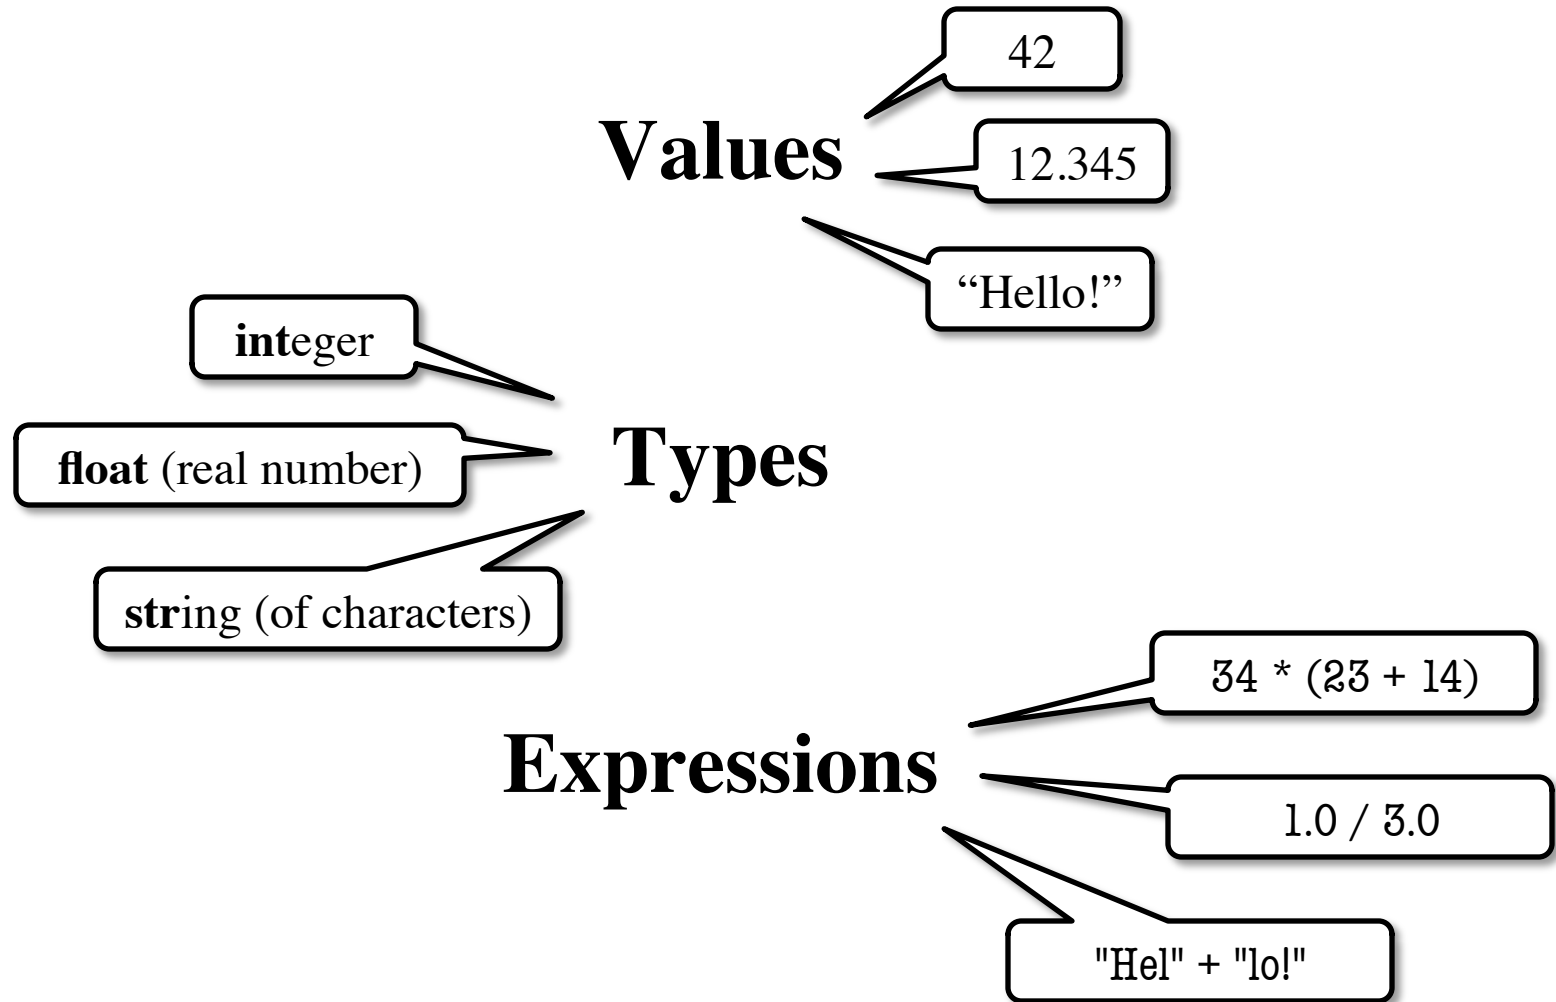 42
Values
12.345
“Hello!”
integer
Types
float (real number)
string (of characters)
34 * (23 + 14)
Expressions
1.0 / 3.0
"Hel" + "lo!"